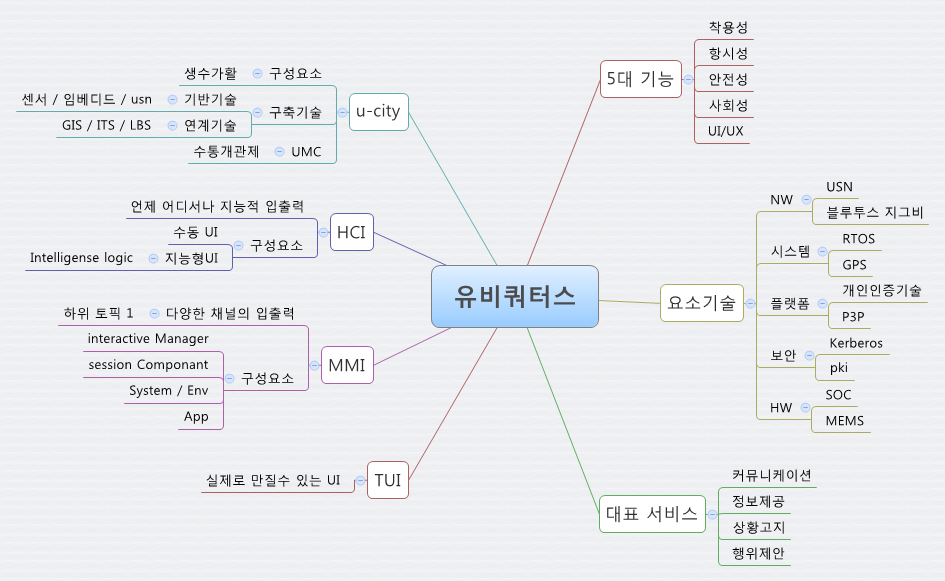 유비쿼터스
5대 기능
착용성
항시성
안전성
사회성
UI/UX
요소기술
NW
USN
블루투스 지그비
시스템
RTOS
GPS
플랫폼
개인인증기술
P3P
보안
Kerberos
pki
HW
SOC
MEMS
대표 서비스
커뮤니케이션
정보제공
상황고지
행위제안
u-city
구성요소
생수가활
구축기술
기반기술
센서 / 임베디드 / usn
연계기술
GIS / ITS / LBS
UMC
수통개관제
HCI
언제 어디서나 지능적 입출력
구성요소
수동 UI
지능형UI
Intelligense logic
MMI
다양한 채널의 입출력
하위 토픽 1
구성요소
interactive Manager
session Componant
System / Env
App
TUI
실제로 만질수 있는 UI